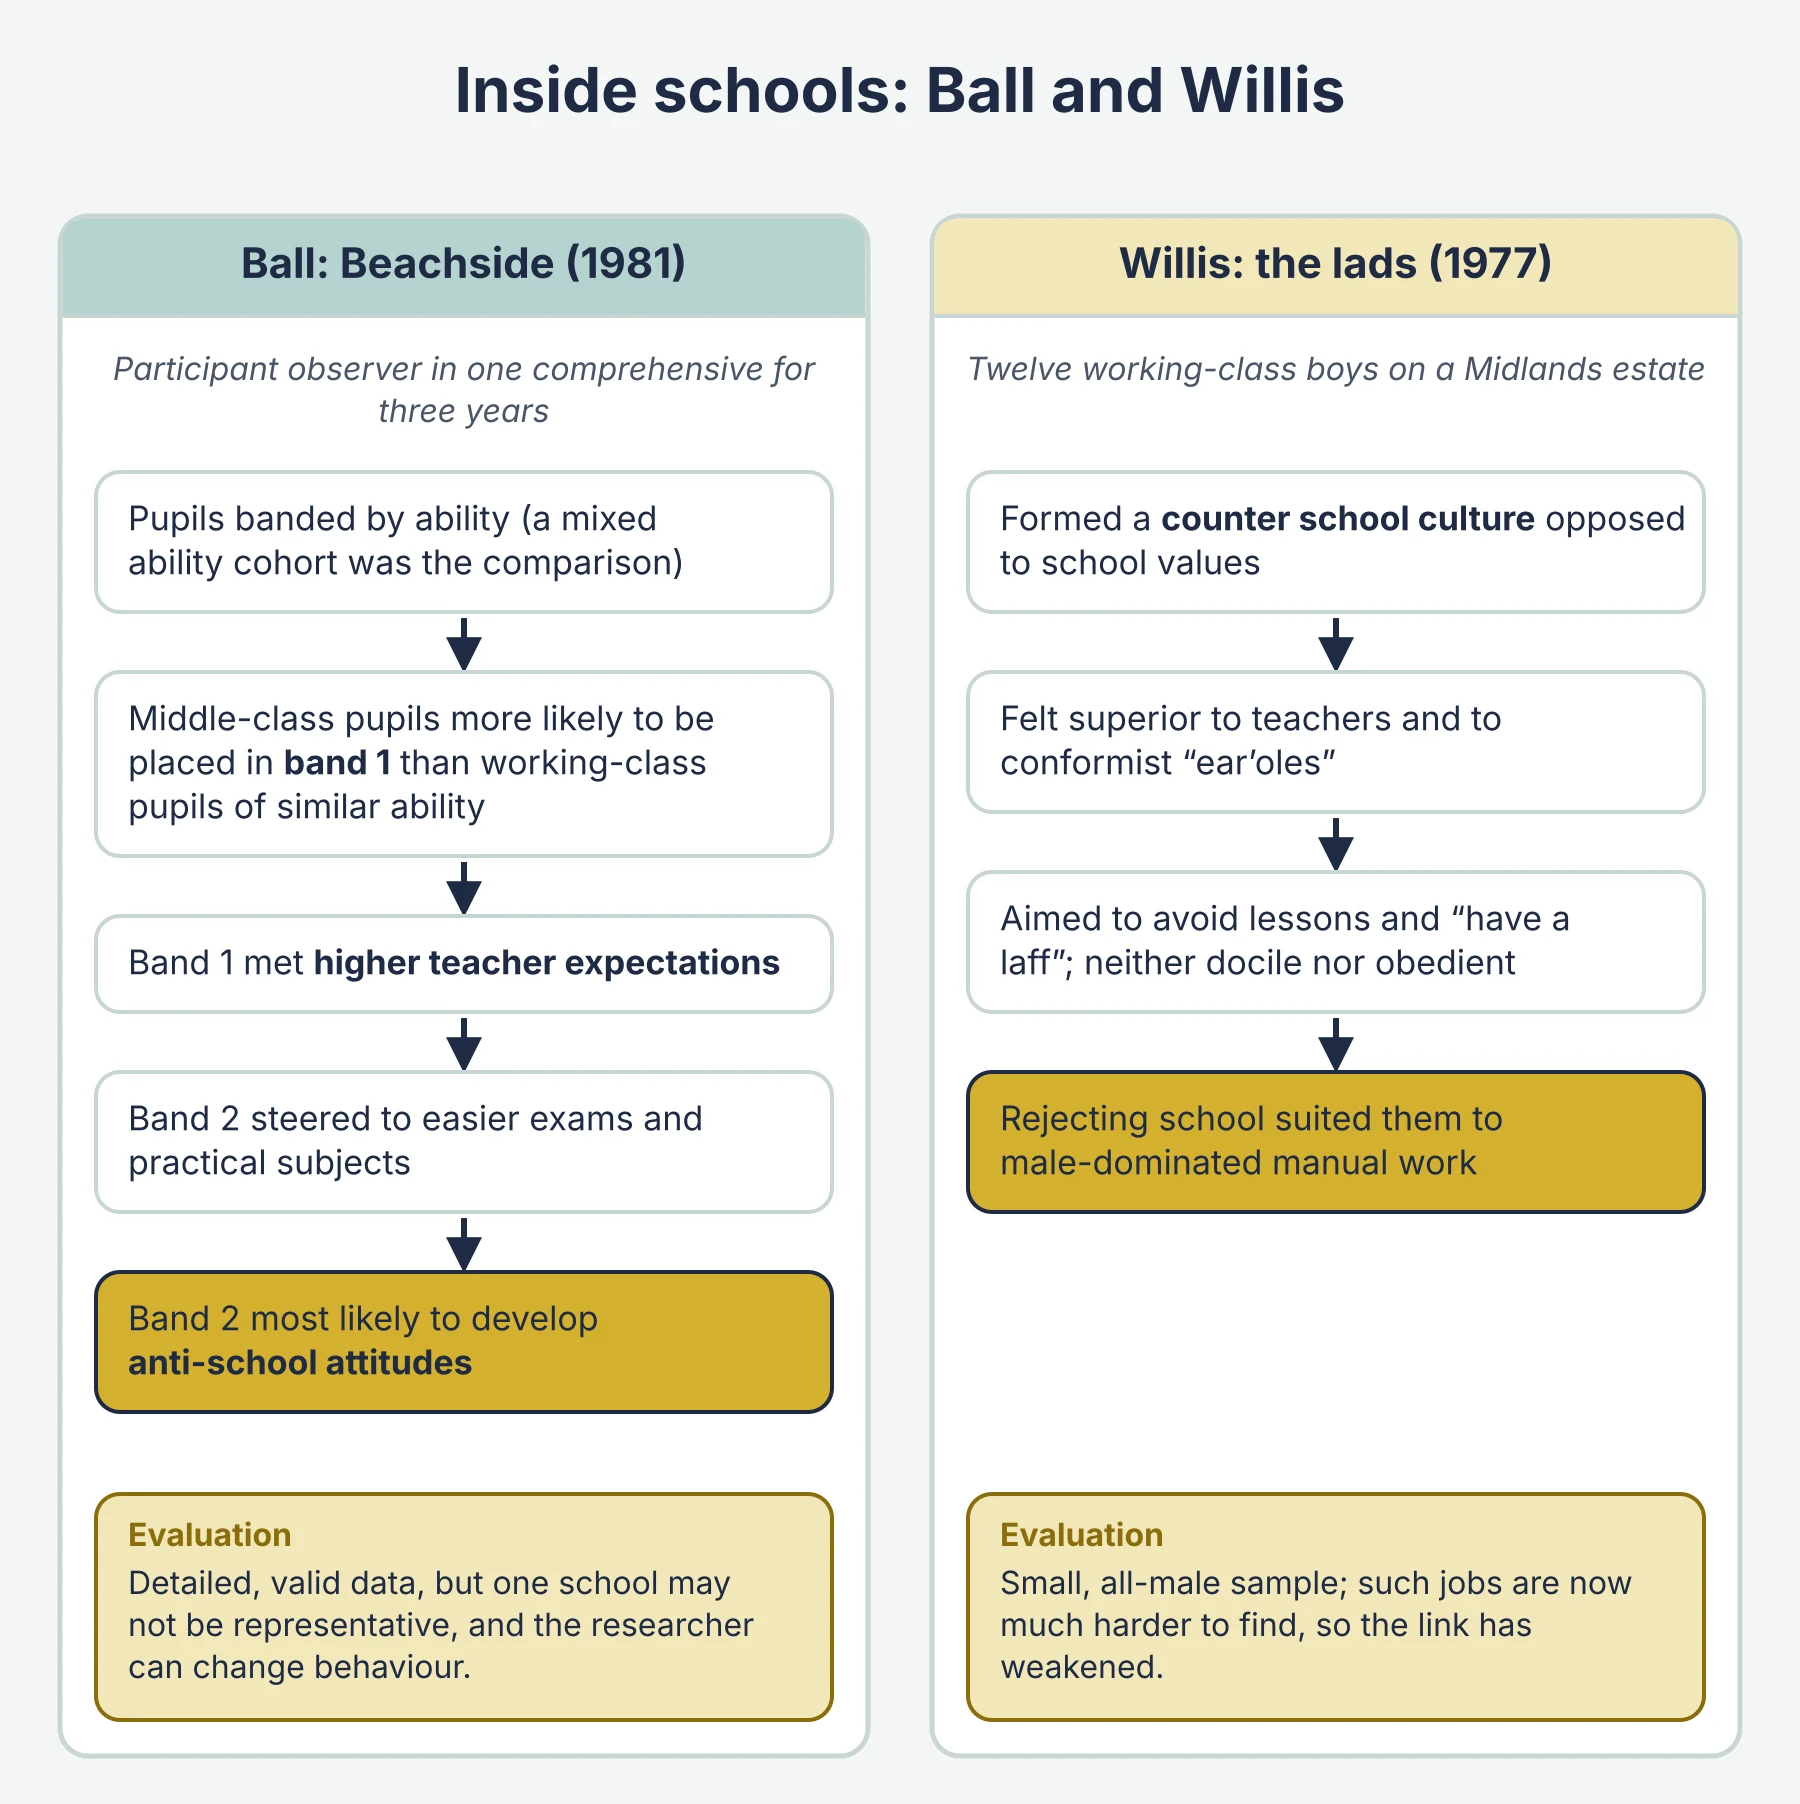 Inside schools: Ball and Willis
Ball: Beachside (1981)
Participant observer in one comprehensive for
three years
Pupils banded by ability (a mixed
ability cohort was the comparison)
Middle-class pupils more likely to be
placed in band 1 than working-class
pupils of similar ability
Band 1 met higher teacher expectations
Band 2 steered to easier exams and
practical subjects
Band 2 most likely to develop
anti-school attitudes
Evaluation
Detailed, valid data, but one school may
not be representative, and the researcher
can change behaviour.
Willis: the lads (1977)
Twelve working-class boys on a Midlands estate
Formed a counter school culture opposed
to school values
Felt superior to teachers and to
conformist “ear’oles”
Aimed to avoid lessons and “have a
laff”; neither docile nor obedient
Rejecting school suited them to
male-dominated manual work
Evaluation
Small, all-male sample; such jobs are now
much harder to find, so the link has
weakened.